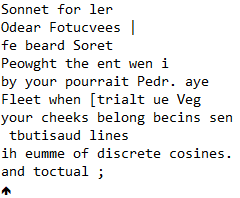 Sonnet for ler
Odear Fotucvees |
fe beard Soret
Peowght the ent wen i
by your pourrait Pedr. aye
Fleet when [trialt ue Veg
your cheeks belong becins sen
tbutisaud lines
ih eumme of discrete cosines.
and toctual ;
🡹